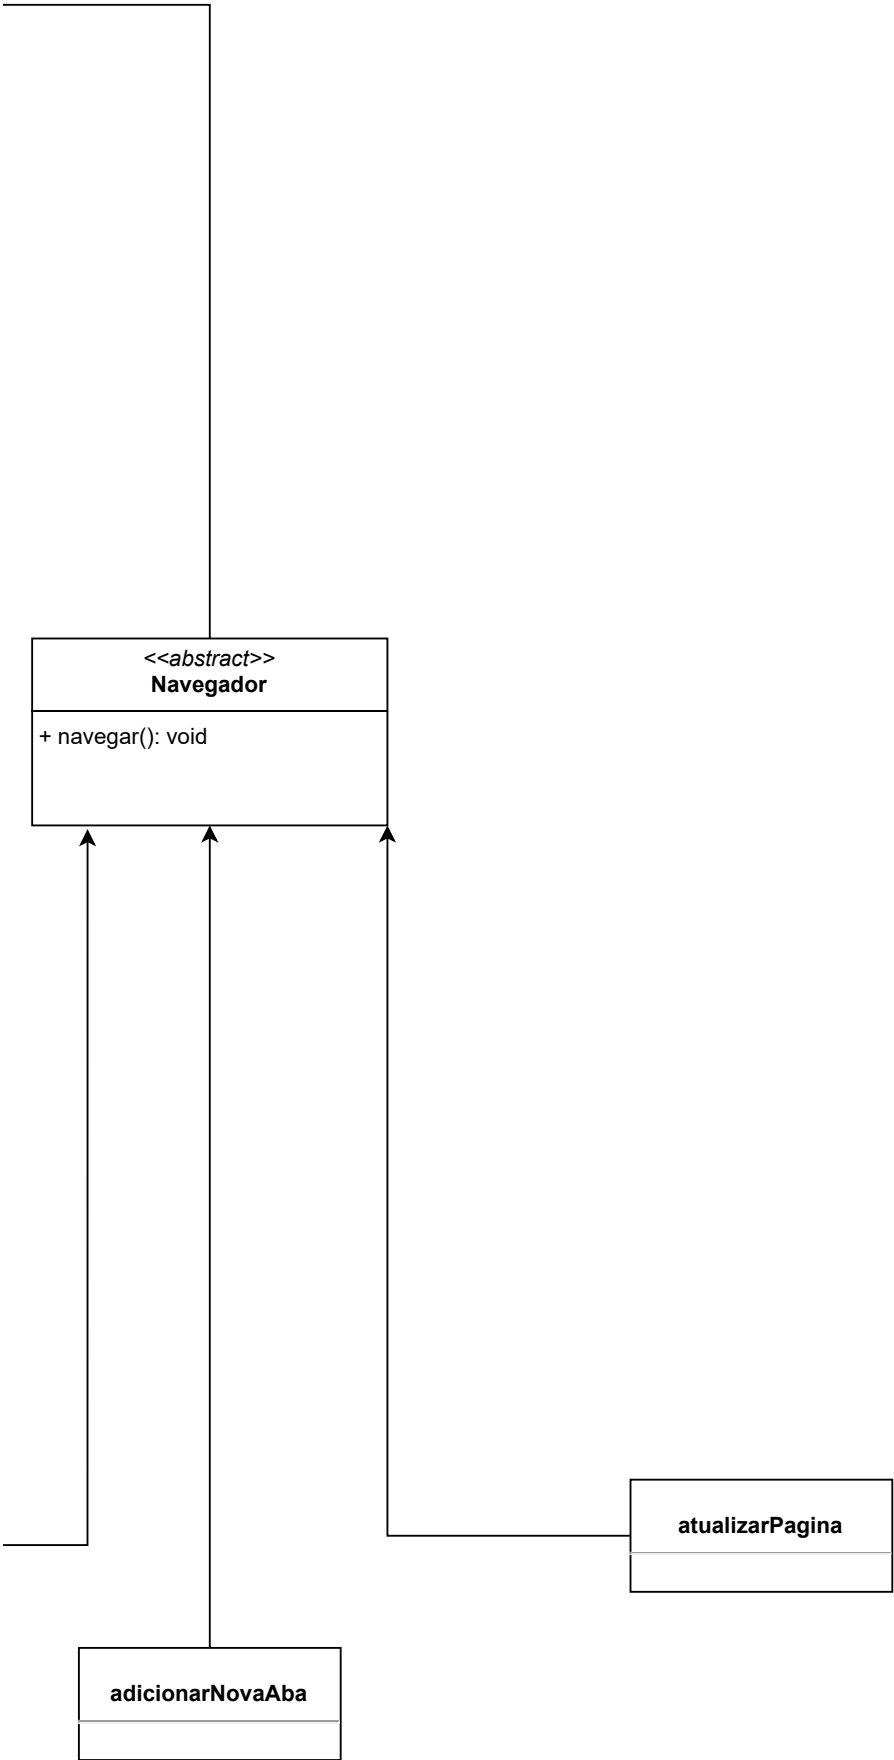 <<abstract>>
Navegador
+ navegar(): void
atualizarPagina
adicionarNovaAba